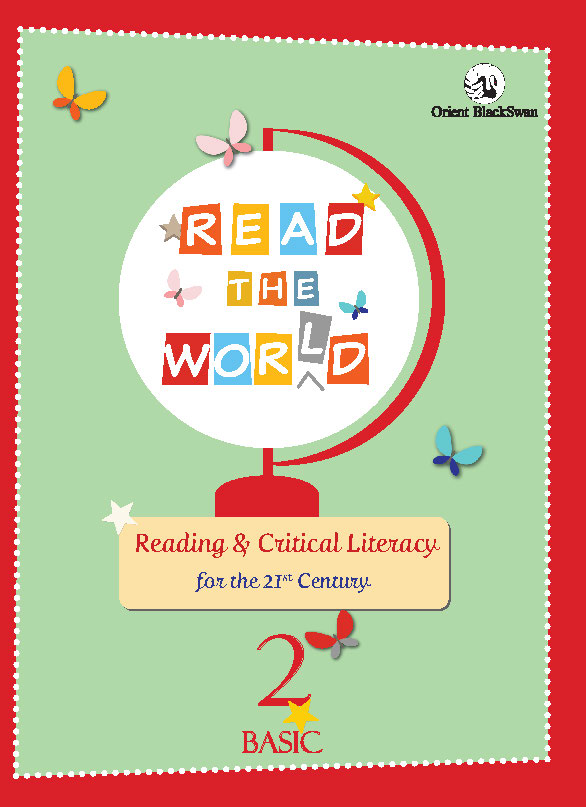 Orient BlackSwan
READ
THE
WORLD
Reading & Critical Literacy
for the 21st Century
2
BASIC